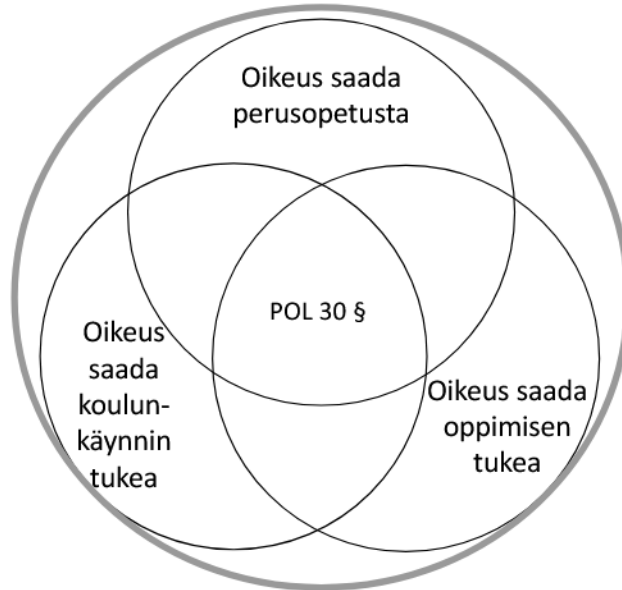 Oikeus saada
perusopetusta
POL 30 §
Oikeus
saada
koulun-
käynnin
tukea
Oikeus saada
oppimisen
tukea